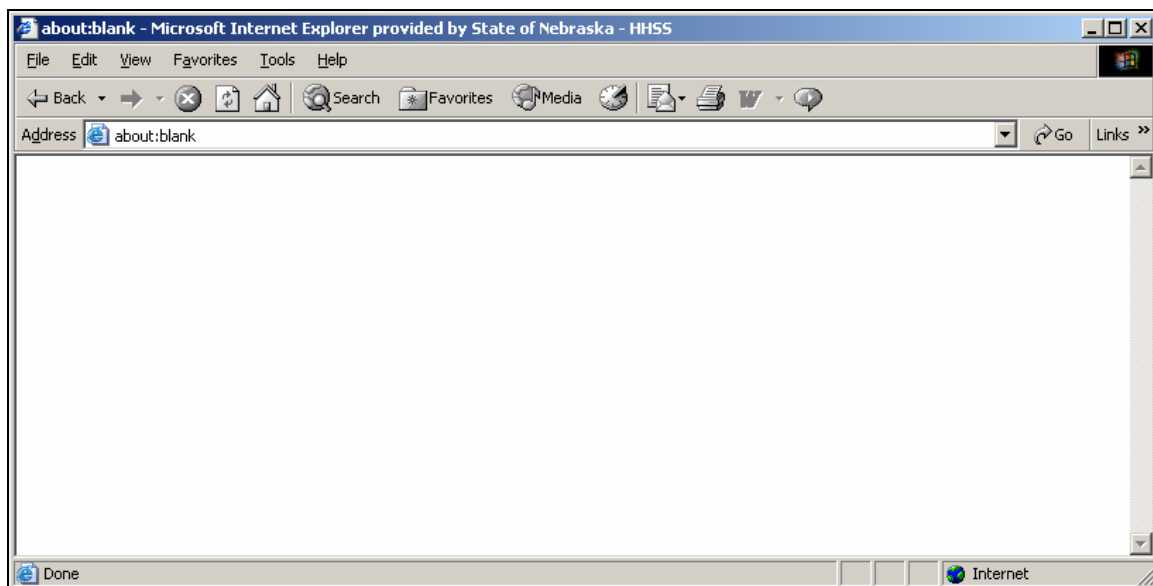 about:blank - Microsoft Internet Explorer provided by State of Nebraska - HHSS
File Edit View Favorites Tools Help
Back Search Favorites Media
Address about:blank Go Links »
Done Internet